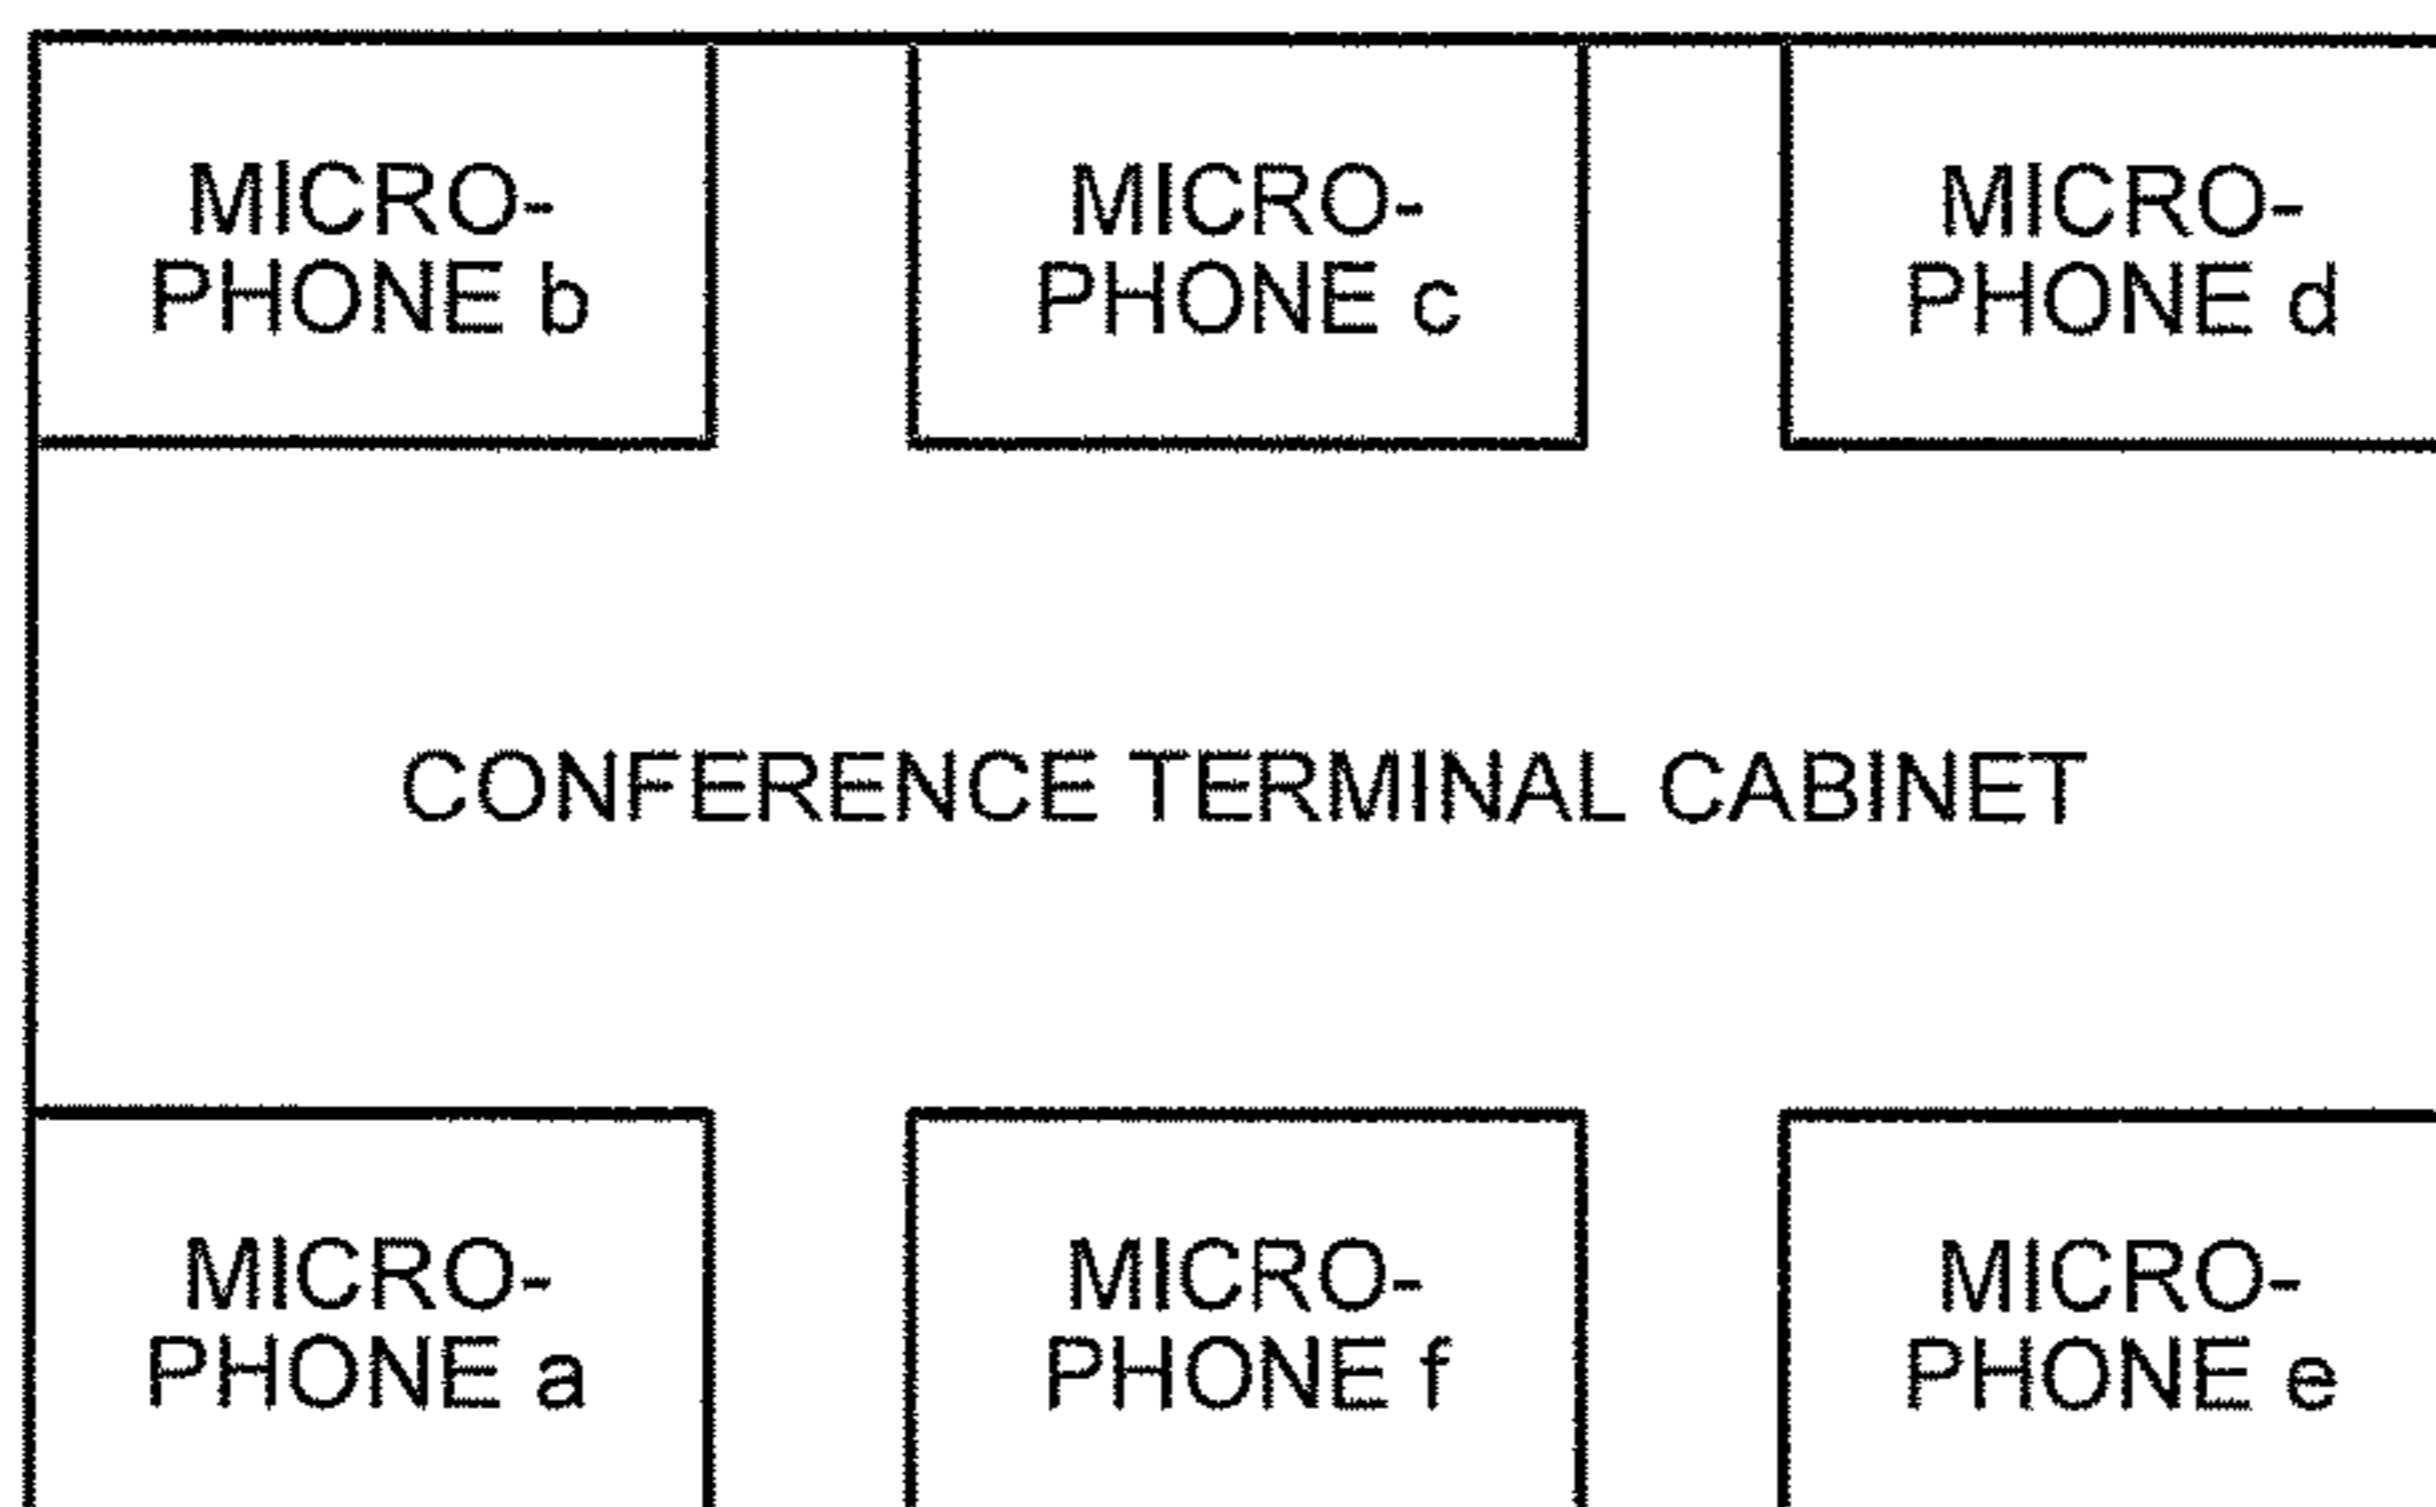 MICRO-
PHONE b
MICRO-
PHONE c
MICRO-
PHONE d
CONFERENCE TERMINAL CABINET
MICRO-
PHONE a
MICRO-
PHONE f
MICRO-
PHONE e